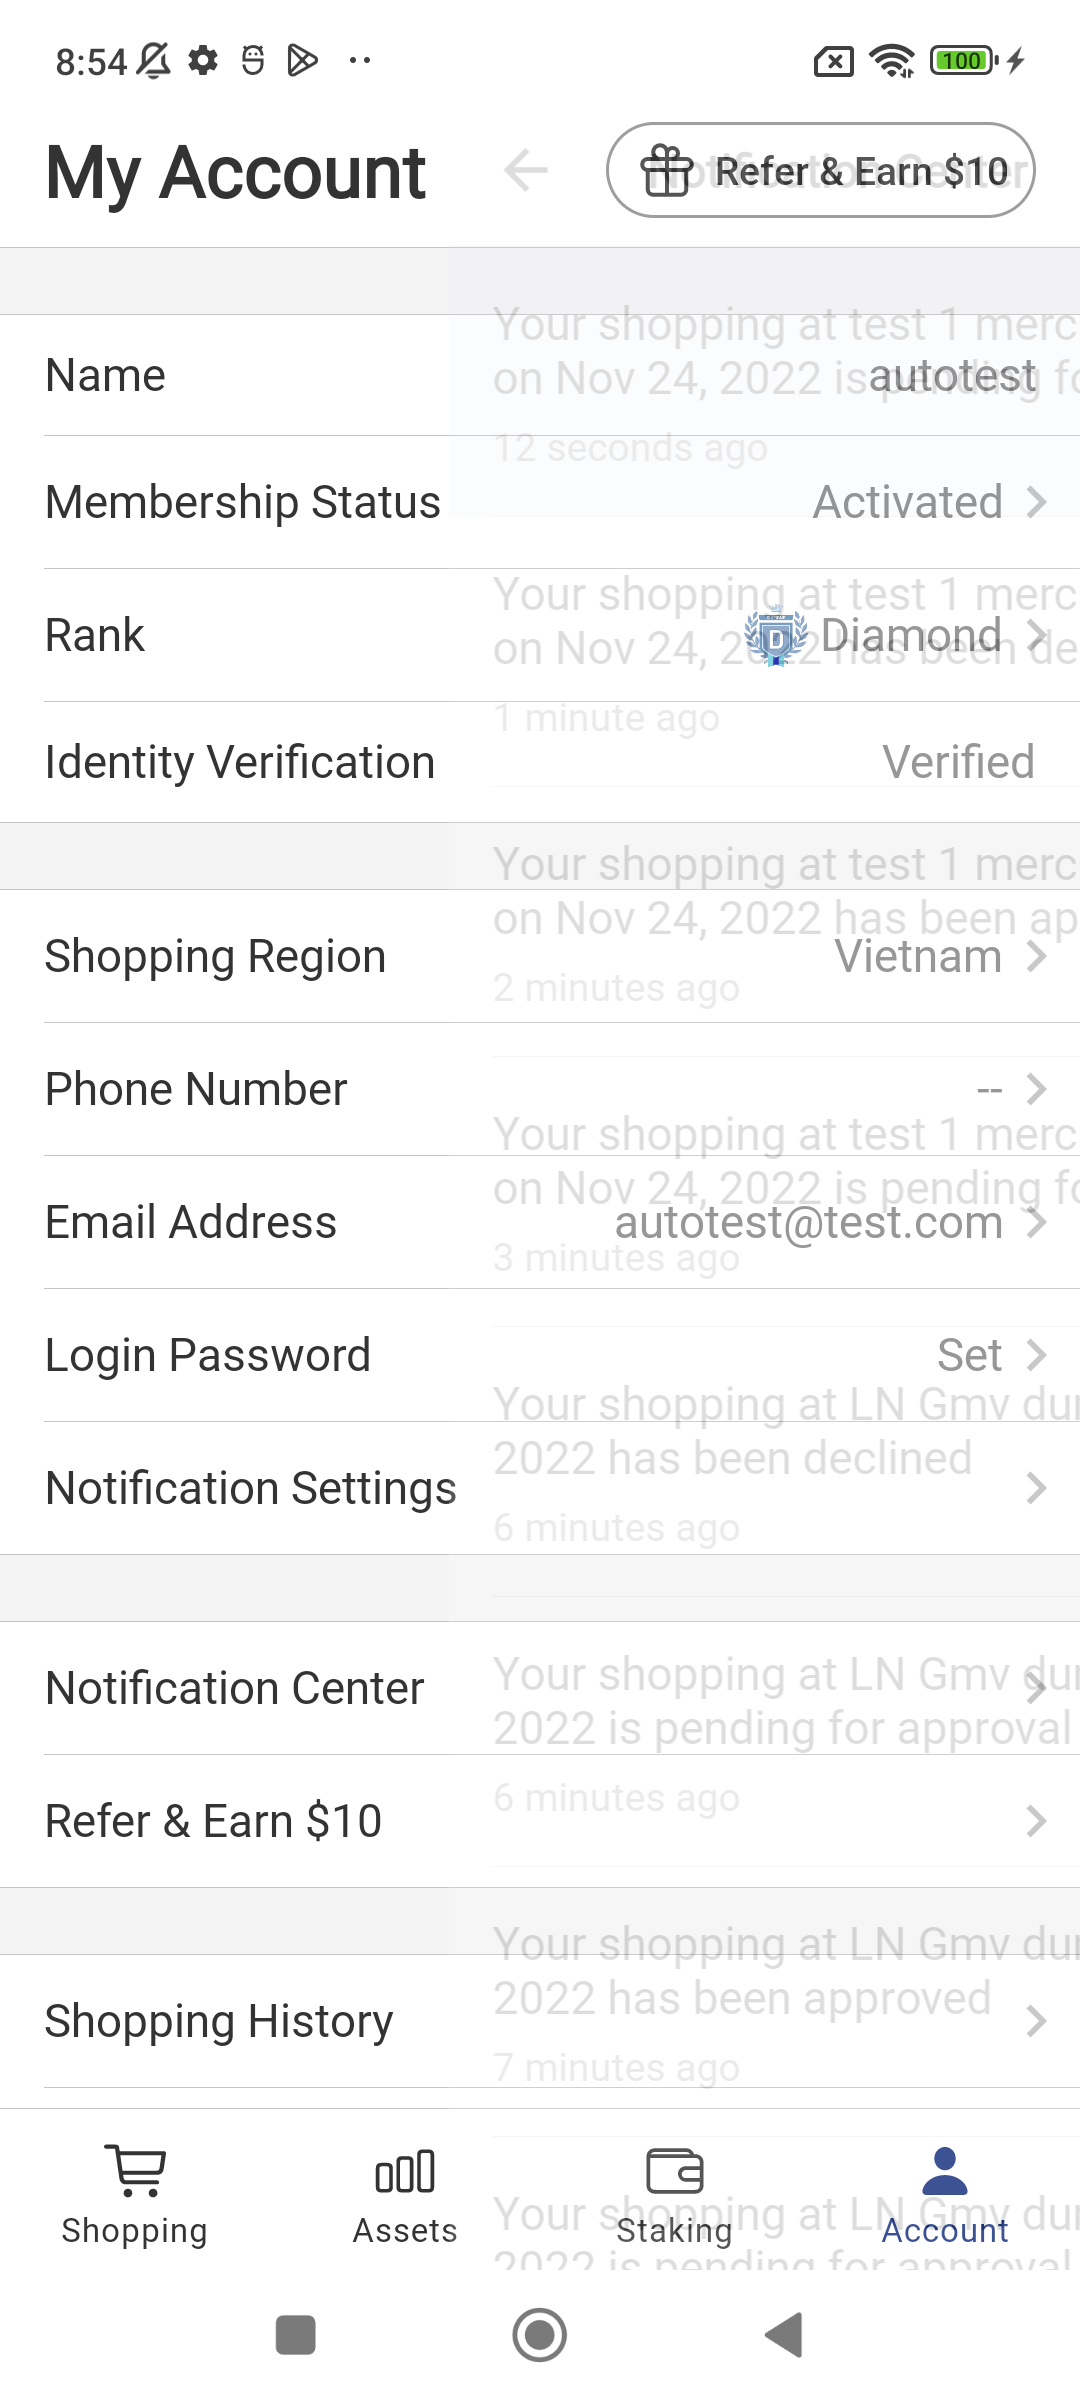 8:54
100
My Account
Refer & Earn $10
Notification Center
Your shopping at test 1 merc
on Nov 24, 2022 is pending fo
12 seconds ago
Name
autotest
Membership Status
Activated
Your shopping at test 1 merc
on Nov 24, 2022 has been de
1 minute ago
Rank
D
Diamond
Identity Verification
Verified
Your shopping at test 1 merc
on Nov 24, 2022 has been ap
2 minutes ago
Shopping Region
Vietnam
Phone Number
--
Your shopping at test 1 merc
on Nov 24, 2022 is pending fo
3 minutes ago
Email Address
autotest@test.com
Login Password
Set
Your shopping at LN Gmv dur
2022 has been declined
6 minutes ago
Notification Settings
Notification Center
Your shopping at LN Gmv dur
2022 is pending for approval
6 minutes ago
Refer & Earn $10
Your shopping at LN Gmv dur
2022 has been approved
7 minutes ago
Shopping History
Your shopping at LN Gmv dur
2022 is pending for approval
Shopping
Assets
Staking
Account